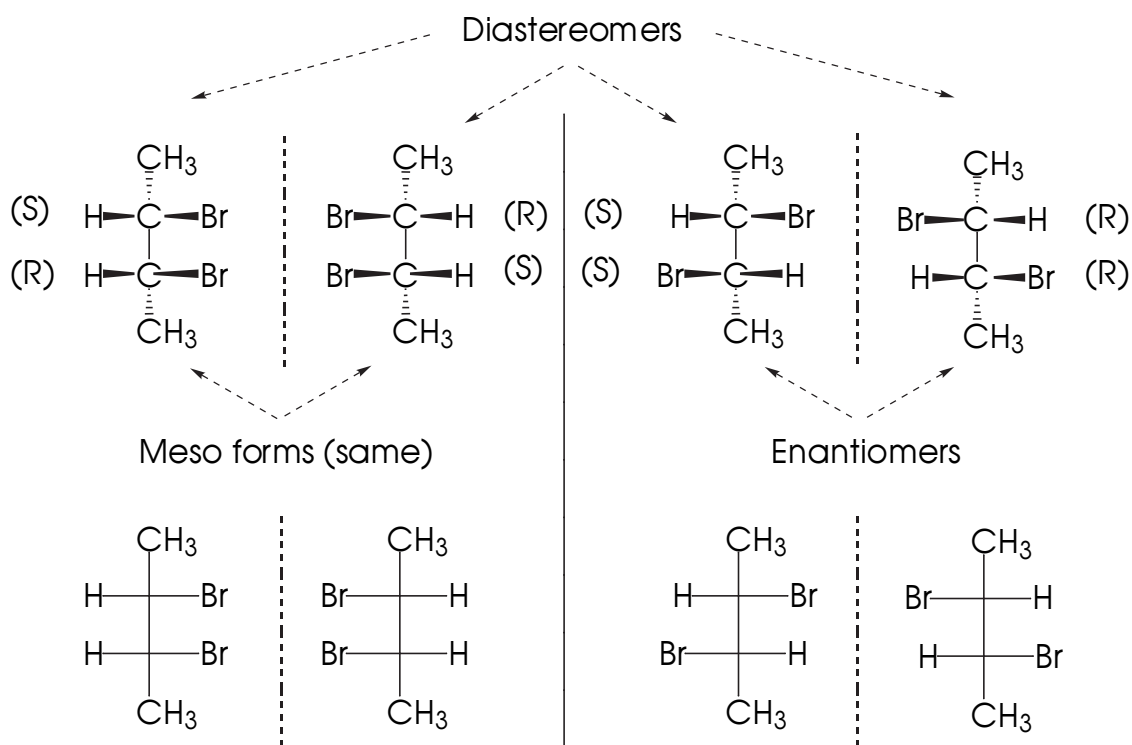 Diastereomers
CH3 CH3 CH3 CH3
(S) H C Br Br C H (R) (S) H C Br Br C H (R)
(R) H C Br Br C H (S) (S) Br C H H C Br (R)
CH3 CH3 CH3 CH3
Meso forms (same) Enantiomers
CH3 CH3 CH3 CH3
H Br Br H H Br Br H
H Br Br H Br H H Br
CH3 CH3 CH3 CH3